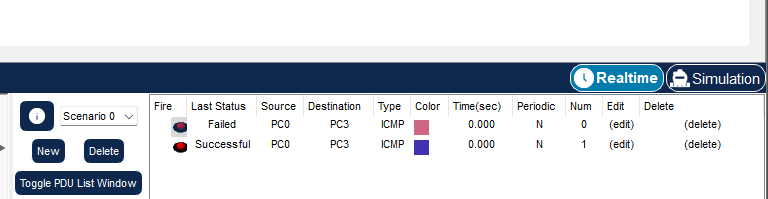 Realtime Simulation
Fire Last Status Source Destination Type Color Time(sec) Periodic Num Edit Delete
Scenario 0
Failed PC0 PC3 ICMP 0.000 N 0 (edit) (delete)
Successful PC0 PC3 ICMP 0.000 N 1 (edit) (delete)
New Delete
Toggle PDU List Window